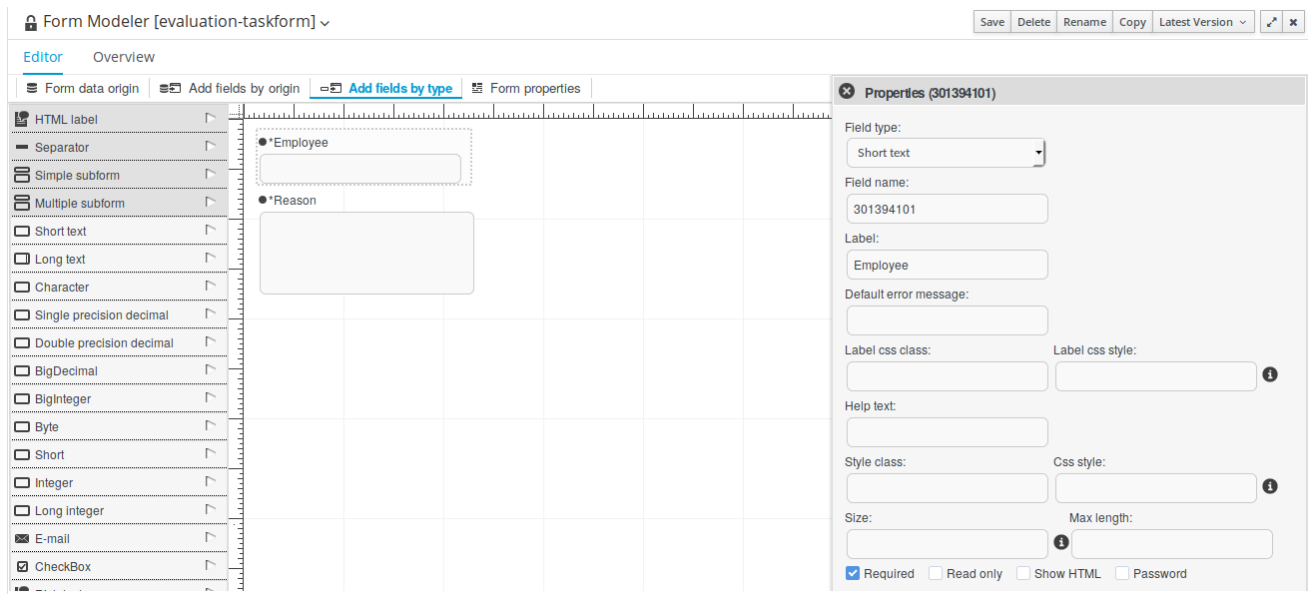 Form Modeler [evaluation-taskform]
Save Delete Rename Copy Latest Version
Editor Overview
Form data origin Add fields by origin Add fields by type Form properties
HTML label
Separator
Simple subform
Multiple subform
Short text
Long text
Character
Single precision decimal
Double precision decimal
BigDecimal
BigInteger
Byte
Short
Integer
Long integer
E-mail
CheckBox
*Employee
*Reason
Properties (301394101)
Field type:
Short text
Field name:
301394101
Label:
Employee
Default error message:
Label css class: Label css style:
Help text:
Style class: Css style:
Size: Max length:
Required Read only Show HTML Password